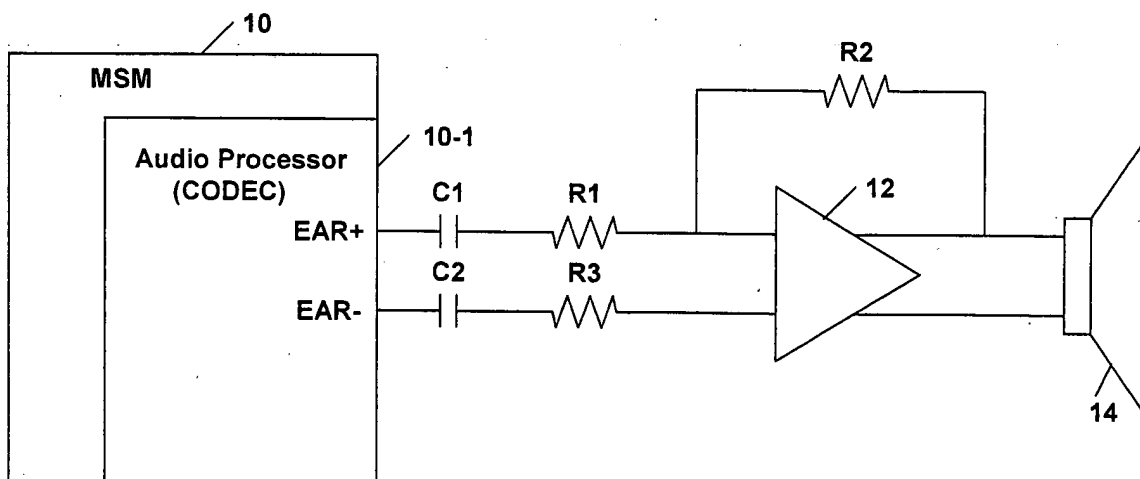 10
MSM
10-1
Audio Processor
(CODEC)
EAR+
EAR-
C1
R1
C2
R3
R2
12
14